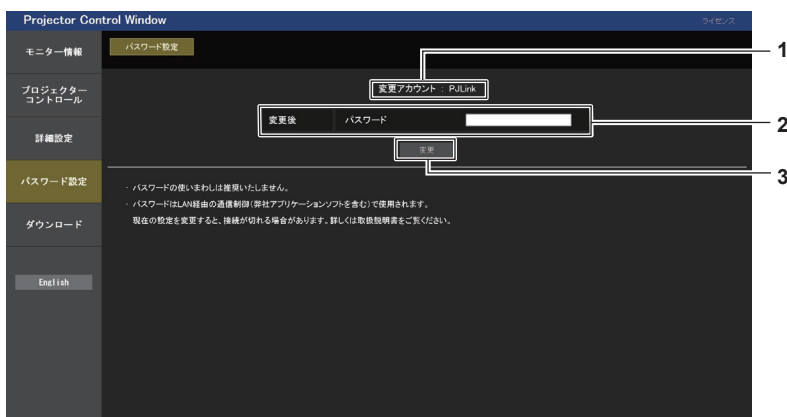 Projector Control Window
ライセンス
モニター情報
パスワード設定
1
プロジェクター
コントロール
変更アカウント : PJLink
変更後 パスワード
2
詳細設定
変更
3
パスワード設定
・ パスワードの使いまわしは推奨いたしません。
・ パスワードはLAN経由の通信制御(弊社アプリケーションソフトを含む)で使用されます。
現在の設定を変更すると、接続が切れる場合があります。詳しくは取扱説明書をご覧ください。
ダウンロード
English